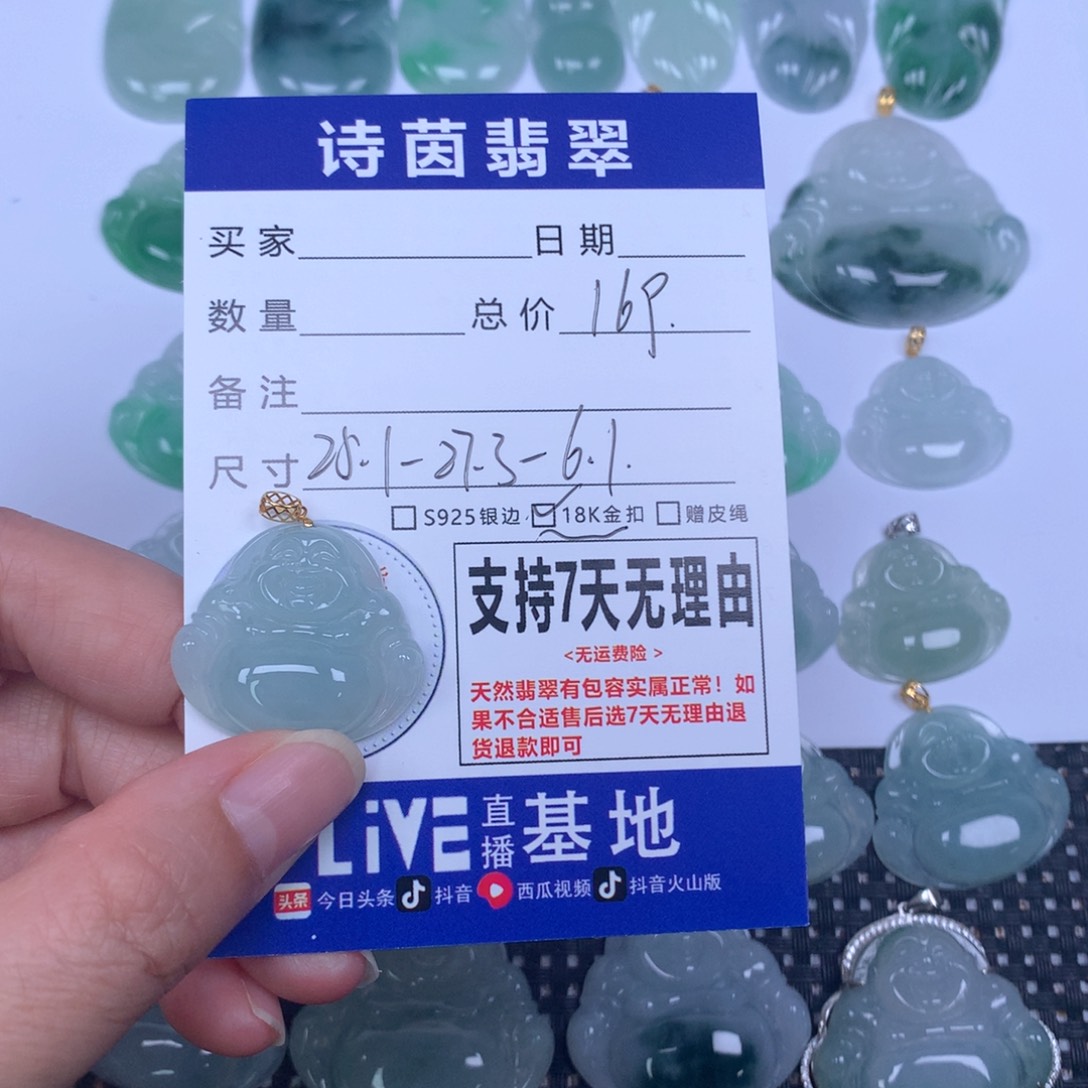 诗茵翡翠
买家 日期
数量 总价 169.
备注
尺寸 28.1-27.3-6.1.
☐S925银边 ☑18K金扣 ☐赠皮绳
支持7天无理由
<无运费险>
天然翡翠有包容实属正常！如
果不合适售后选7天无理由退
货退款即可
LiVE直播基地
头条 今日头条 抖音 西瓜视频 抖音火山版